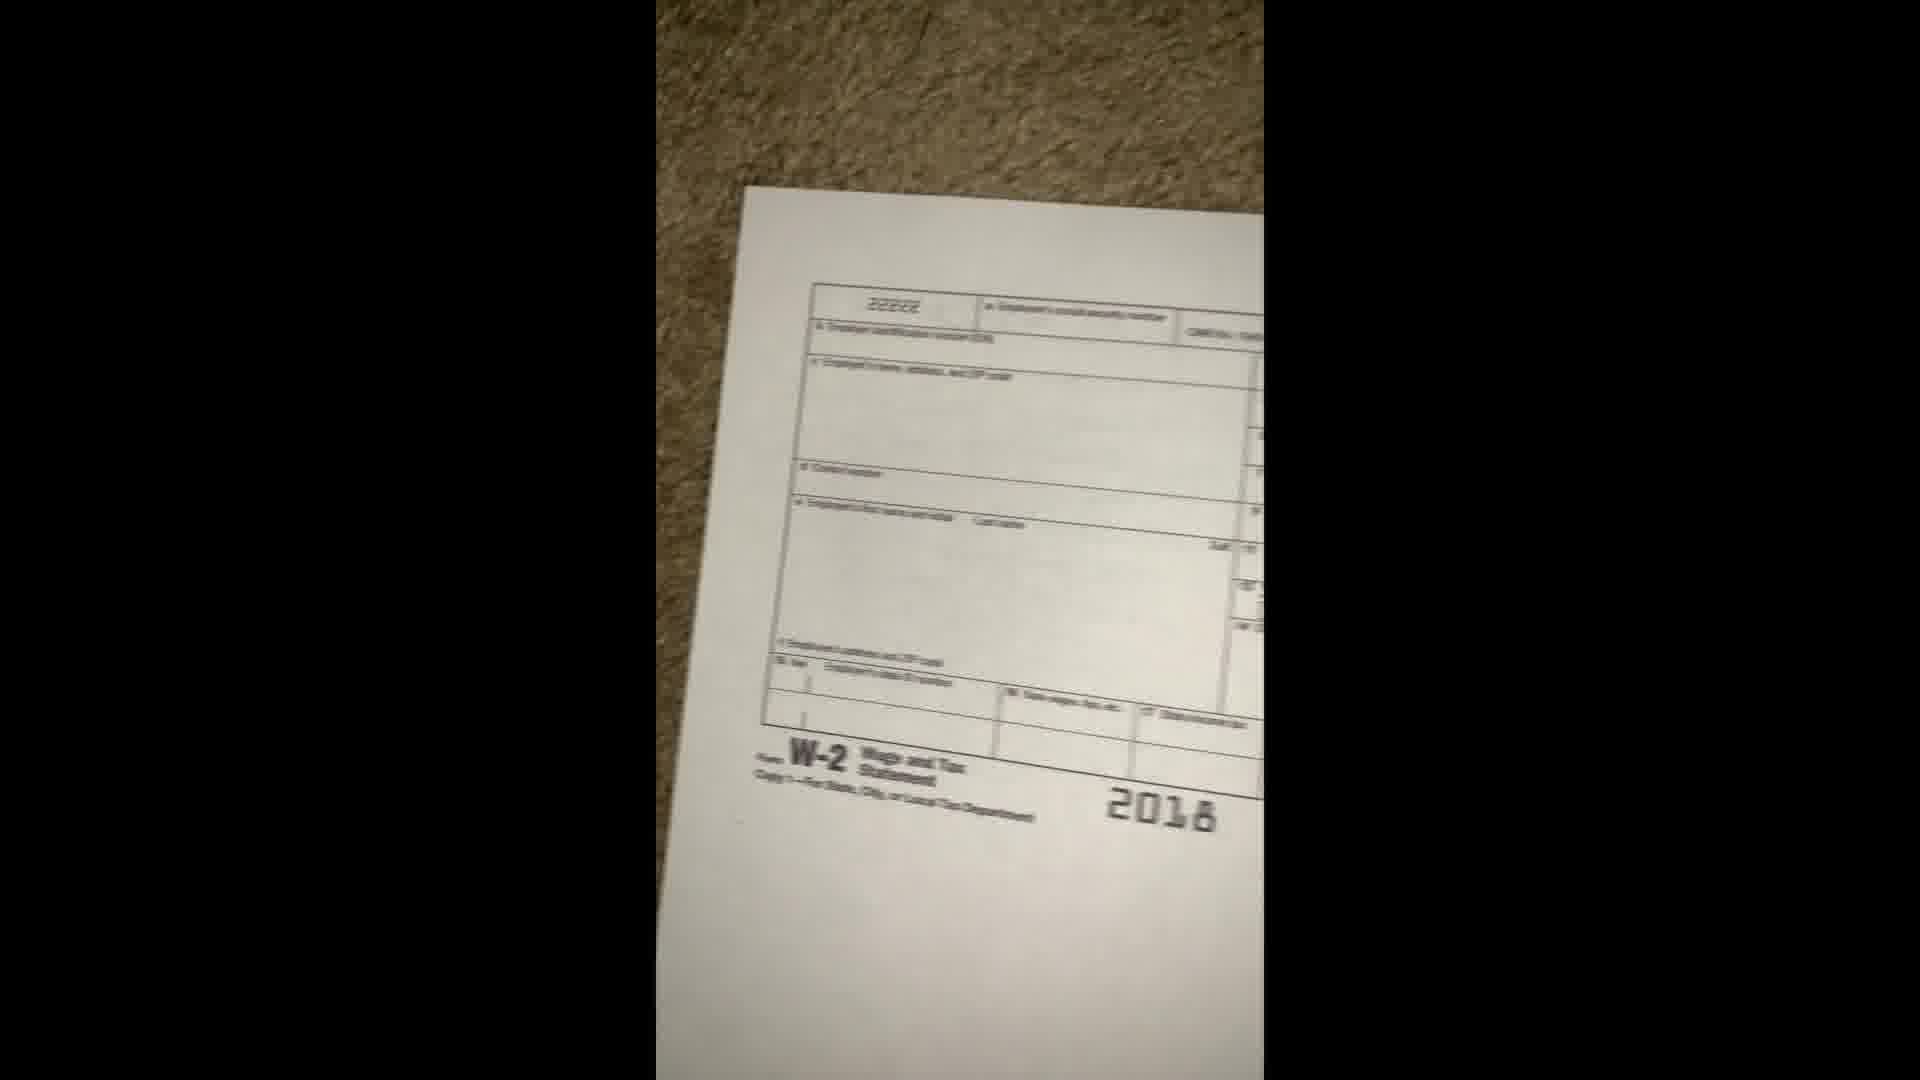 22222 a Employee's social security number OMB No.
b Employer identification number (EIN)
c Employer's name, address, and ZIP code
d Control number
e Employee's first name and initial Last name Suff.
f Employee's address and ZIP code
15 State Employer's state ID number 16 State wages, tips, etc. 17 State income tax
Form W-2 Wage and Tax
Statement
2018
Copy 1—For State, City, or Local Tax Department